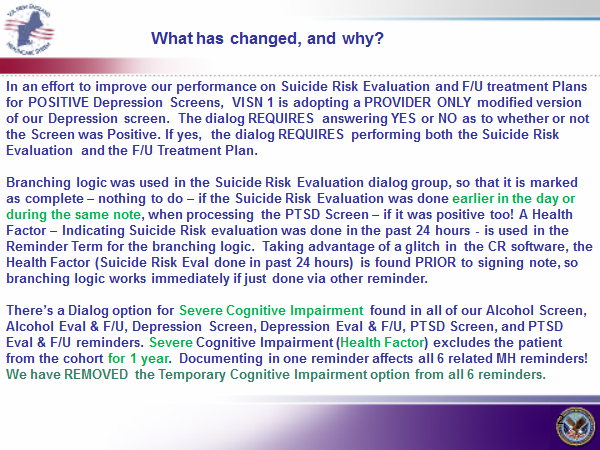 V.A. NEW ENGLAND
HEALTHCARE SYSTEM
What has changed, and why?
In an effort to improve our performance on Suicide Risk Evaluation and F/U treatment Plans
for POSITIVE Depression Screens, VISN 1 is adopting a PROVIDER ONLY modified version
of our Depression screen. The dialog REQUIRES answering YES or NO as to whether or not
the Screen was Positive. If yes, the dialog REQUIRES performing both the Suicide Risk
Evaluation and the F/U Treatment Plan.
Branching logic was used in the Suicide Risk Evaluation dialog group, so that it is marked
as complete – nothing to do – if the Suicide Risk Evaluation was done earlier in the day or
during the same note, when processing the PTSD Screen – if it was positive too! A Health
Factor – Indicating Suicide Risk evaluation was done in the past 24 hours - is used in the
Reminder Term for the branching logic. Taking advantage of a glitch in the CR software, the
Health Factor (Suicide Risk Eval done in past 24 hours) is found PRIOR to signing note, so
branching logic works immediately if just done via other reminder.
There's a Dialog option for Severe Cognitive Impairment found in all of our Alcohol Screen,
Alcohol Eval & F/U, Depression Screen, Depression Eval & F/U, PTSD Screen, and PTSD
Eval & F/U reminders. Severe Cognitive Impairment (Health Factor) excludes the patient
from the cohort for 1 year. Documenting in one reminder affects all 6 related MH reminders!
We have REMOVED the Temporary Cognitive Impairment option from all 6 reminders.